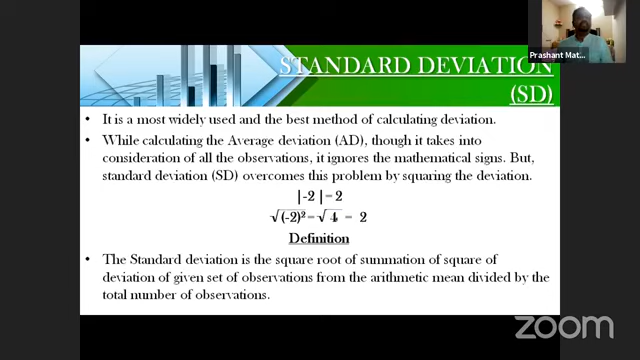 Prashant Mat...
STANDARD DEVIATION
(SD)
• It is a most widely used and the best method of calculating deviation.
• While calculating the Average deviation (AD), though it takes into
consideration of all the observations, it ignores the mathematical signs. But,
standard deviation (SD) overcomes this problem by squaring the deviation.
|-2 |= 2
√(-2)² = √4 = 2
Definition
• The Standard deviation is the square root of summation of square of
deviation of given set of observations from the arithmetic mean divided by the
total number of observations.
zoom